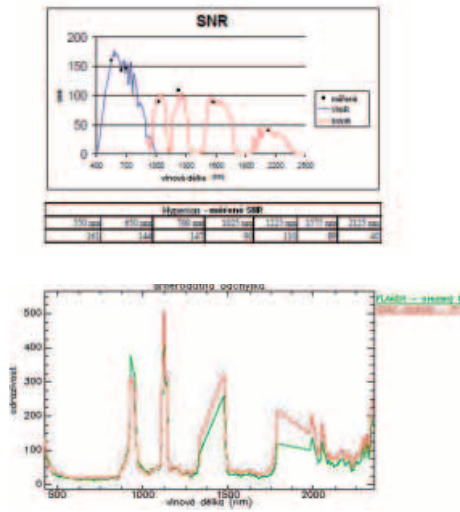 SNR
200
150
100
50
0
400 700 1000 1300 1600 1900 2200 2500
vlnová délka (nm)
měřené
VNIR
SWIR
Hyperion - měřené SNR
550 nm 650 nm 700 nm 1025 nm 1225 nm 1575 nm 2125 nm
161 144 147 90 110 89 40
směrodatná odchylka
500
400
300
200
100
0
odrazivost
500 1000 1500 2000
vlnová délka (nm)